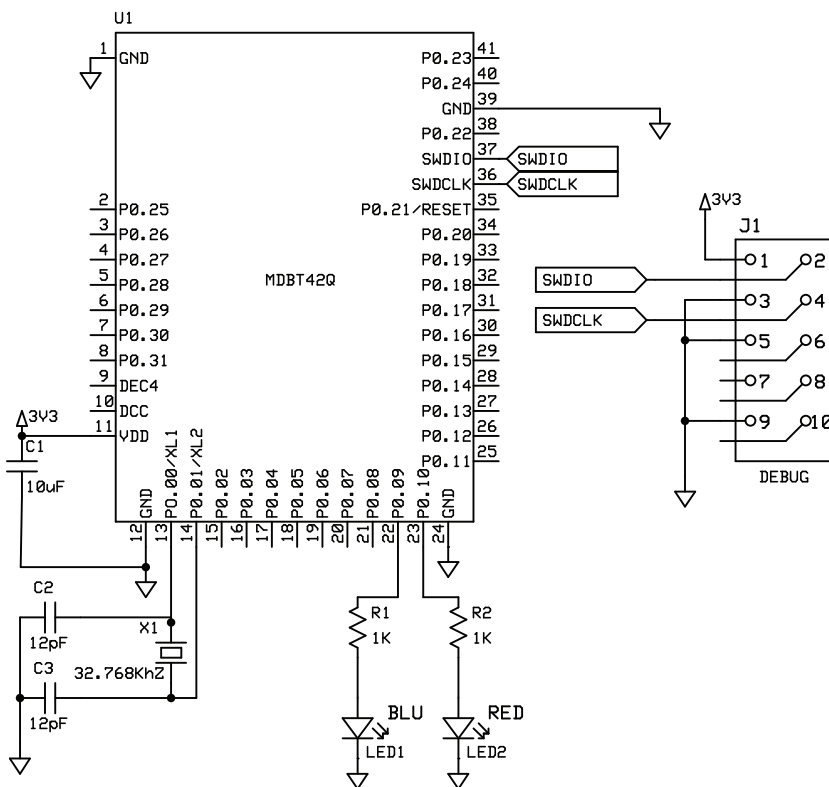 U1
1 GND
P0.23 41
P0.24 40
GND 39
P0.22 38
SWDIO 37 SWDIO
SWDCLK 36 SWDCLK
2 P0.25
P0.21/RESET 35
3V3
3 P0.26
P0.20 34
J1
4 P0.27
P0.19 33
1 2
MDBT42Q
5 P0.28
P0.18 32
SWDIO
6 P0.29
P0.17 31
3 4
SWDCLK
7 P0.30
P0.16 30
5 6
8 P0.31
P0.15 29
9 DEC4
P0.14 28
7 8
10 DCC
P0.13 27
3V3
9 10
11 VDD
P0.12 26
C1
P0.11 25
10uF
DEBUG
12 GND
13 P0.00/XL1
14 P0.01/XL2
15 P0.02
16 P0.03
17 P0.04
18 P0.05
19 P0.06
20 P0.07
21 P0.08
22 P0.09
23 P0.10
24 GND
C2
12pF
X1
32.768KhZ
C3
12pF
R1
1K
R2
1K
BLU
LED1
RED
LED2